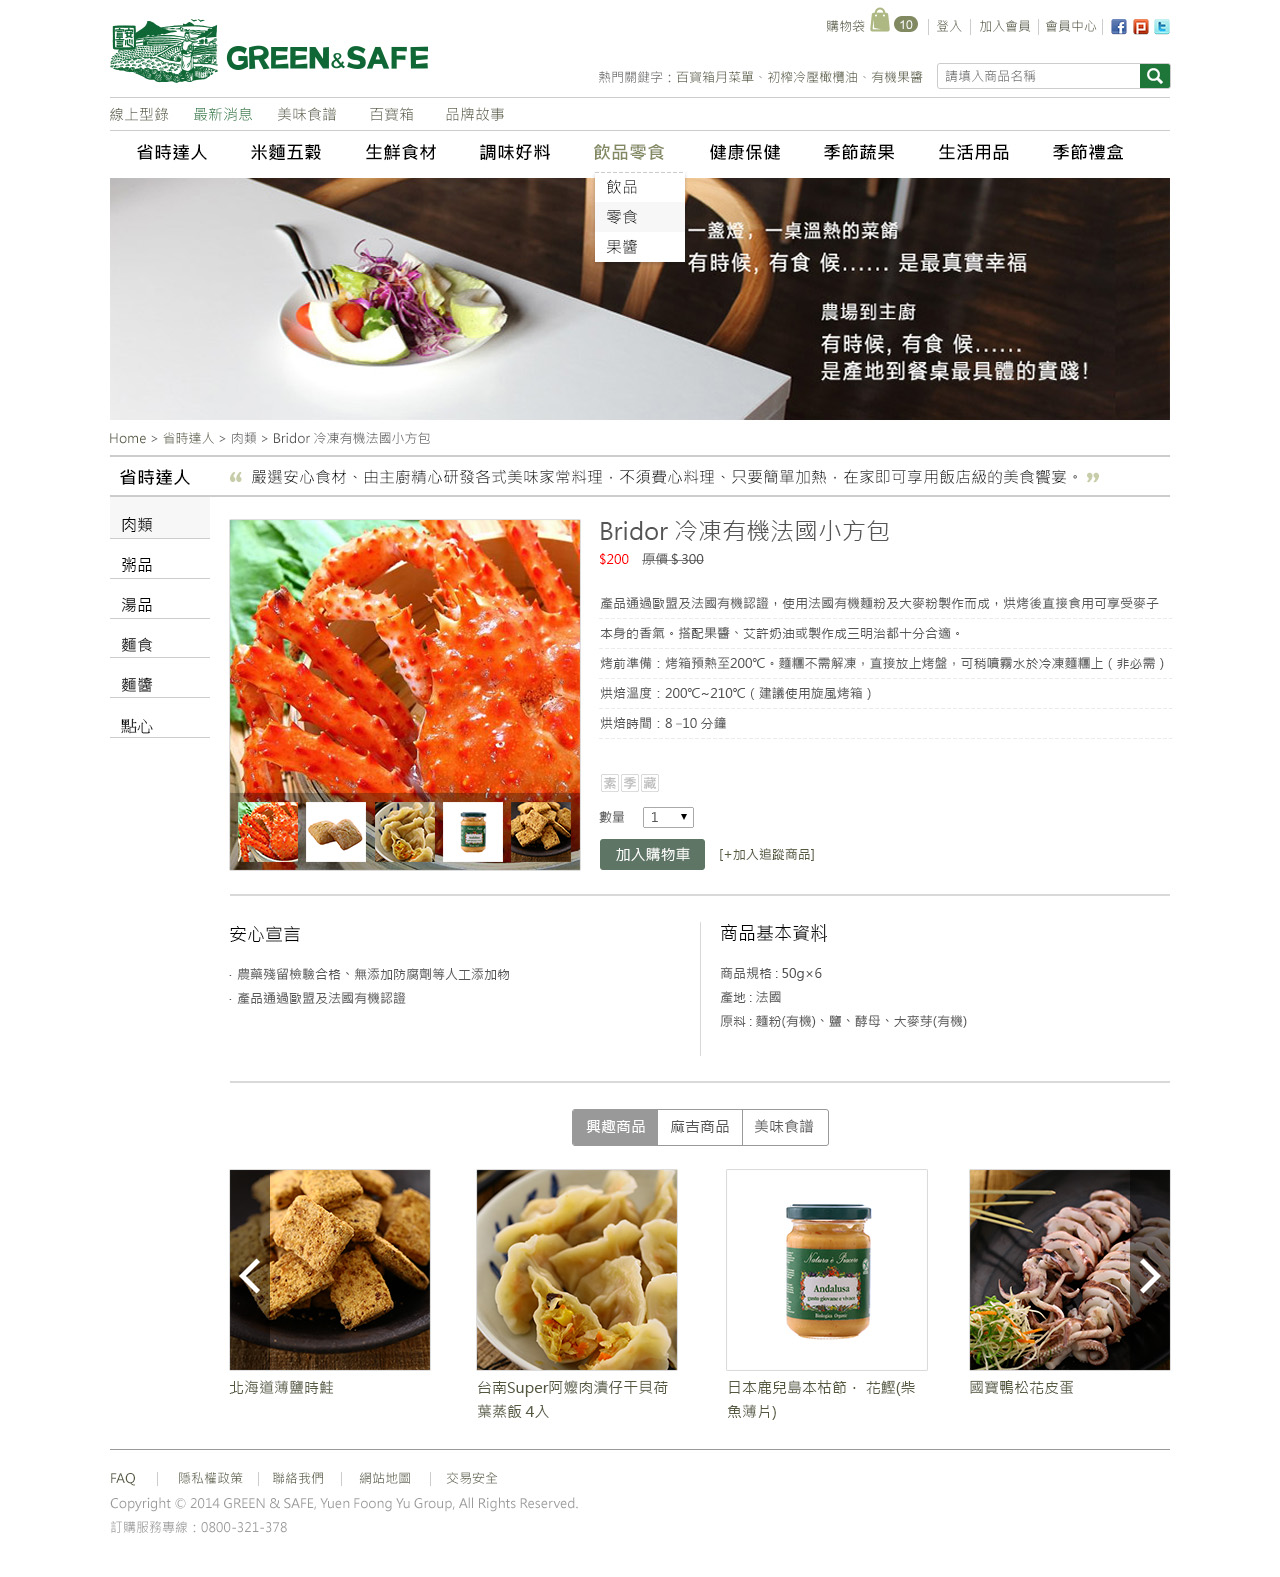 購物袋 10 登入 加入會員 會員中心
GREEN&SAFE
熱門關鍵字：百寶箱月菜單、初榨冷壓橄欖油、有機果醬 請填入商品名稱
線上型錄 最新消息 美味食譜 百寶箱 品牌故事
省時達人 米麵五穀 生鮮食材 調味好料 飲品零食 健康保健 季節蔬果 生活用品 季節禮盒
飲品
零食
果醬
一盞燈，一桌溫熱的菜餚
有時候, 有食 候...... 是最真實幸福
農場到主廚
有時候, 有食 候......
是產地到餐桌最具體的實踐!
Home > 省時達人 > 肉類 > Bridor 冷凍有機法國小方包
省時達人 “ 嚴選安心食材、由主廚精心研發各式美味家常料理．不須費心料理、只要簡單加熱．在家即可享用飯店級的美食饗宴。 ”
肉類
粥品
湯品
麵食
麵醬
點心
Bridor 冷凍有機法國小方包
$200 原價 $ 300
產品通過歐盟及法國有機認證，使用法國有機麵粉及大麥粉製作而成，烘烤後直接食用可享受麥子
本身的香氣。搭配果醬、艾許奶油或製作成三明治都十分合適。
烤前準備：烤箱預熱至200℃。麵糰不需解凍，直接放上烤盤，可稍噴霧水於冷凍麵糰上（非必需）
烘焙溫度：200℃~210℃（建議使用旋風烤箱）
烘焙時間：8 –10 分鐘
素 季 藏
數量 1
加入購物車 [+加入追蹤商品]
安心宣言
· 農藥殘留檢驗合格、無添加防腐劑等人工添加物
· 產品通過歐盟及法國有機認證
商品基本資料
商品規格 : 50g×6
產地 : 法國
原料 : 麵粉(有機)、鹽、酵母、大麥芽(有機)
興趣商品 麻吉商品 美味食譜
Natura è Piacere
Andalusa
gusto giovane e vivace
Biologica Organic
北海道薄鹽時鮭
台南Super阿嬤肉漬仔干貝荷
葉蒸飯 4入
日本鹿兒島本枯節． 花鰹(柴
魚薄片)
國寶鴨松花皮蛋
FAQ 隱私權政策 聯絡我們 網站地圖 交易安全
Copyright © 2014 GREEN & SAFE, Yuen Foong Yu Group, All Rights Reserved.
訂購服務專線：0800-321-378